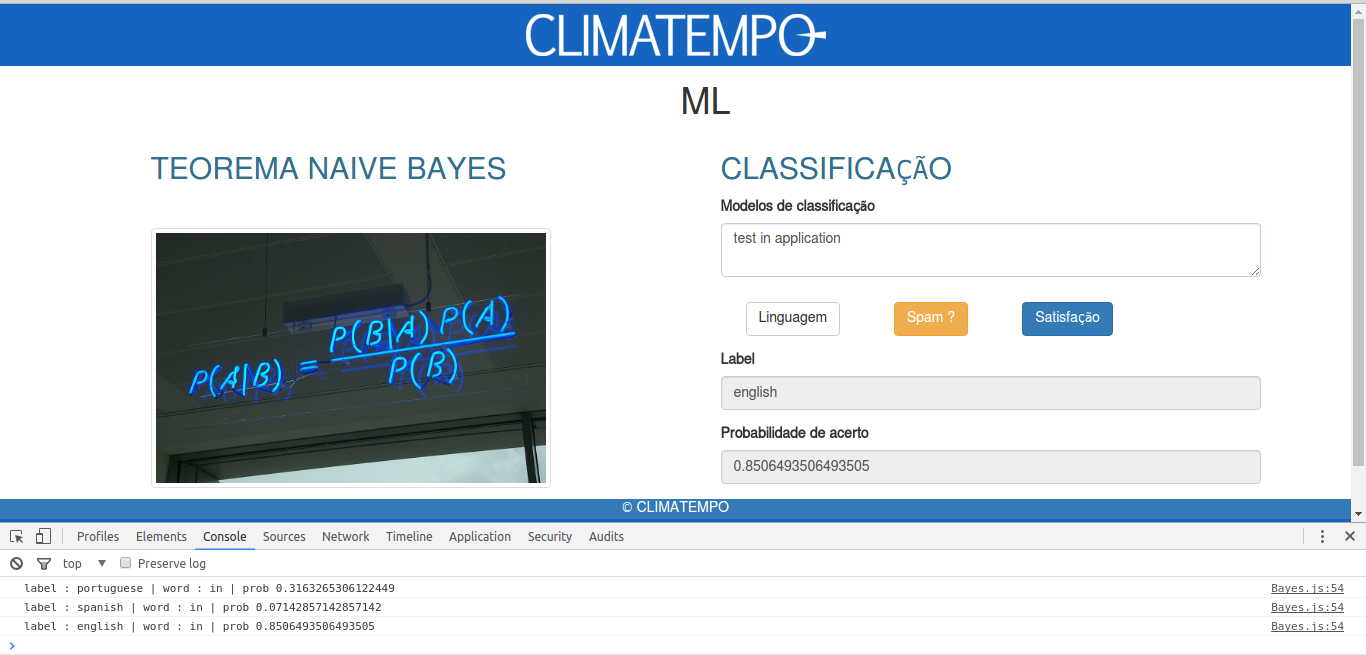 CLIMATEMPO
ML
TEOREMA NAIVE BAYES
P(A|B) = P(B|A) P(A)
P(B)
CLASSIFICAÇÃO
Modelos de classificação
test in application
Linguagem
Spam ?
Satisfação
Label
english
Probabilidade de acerto
0.8506493506493505
© CLIMATEMPO
Profiles Elements Console Sources Network Timeline Application Security Audits
top Preserve log
label : portuguese | word : in | prob 0.3163265306122449 Bayes.js:54
label : spanish | word : in | prob 0.07142857142857142 Bayes.js:54
label : english | word : in | prob 0.8506493506493505 Bayes.js:54